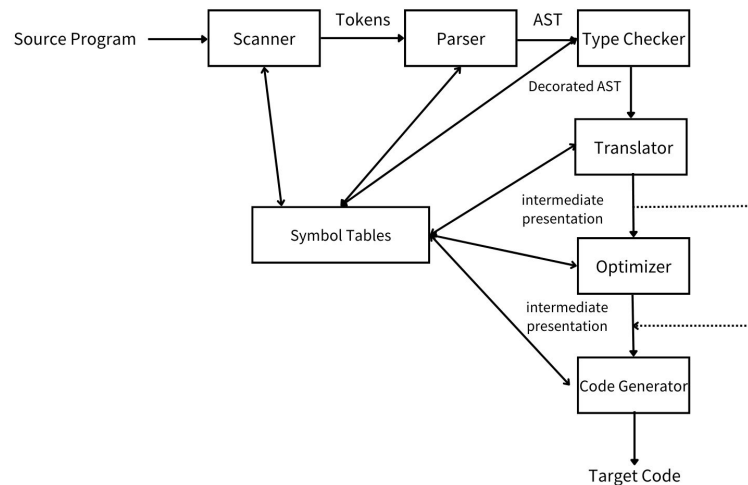 Tokens
AST
Source Program
Scanner
Parser
Type Checker
Decorated AST
Translator
intermediate
presentation
Symbol Tables
Optimizer
intermediate
presentation
Code Generator
Target Code